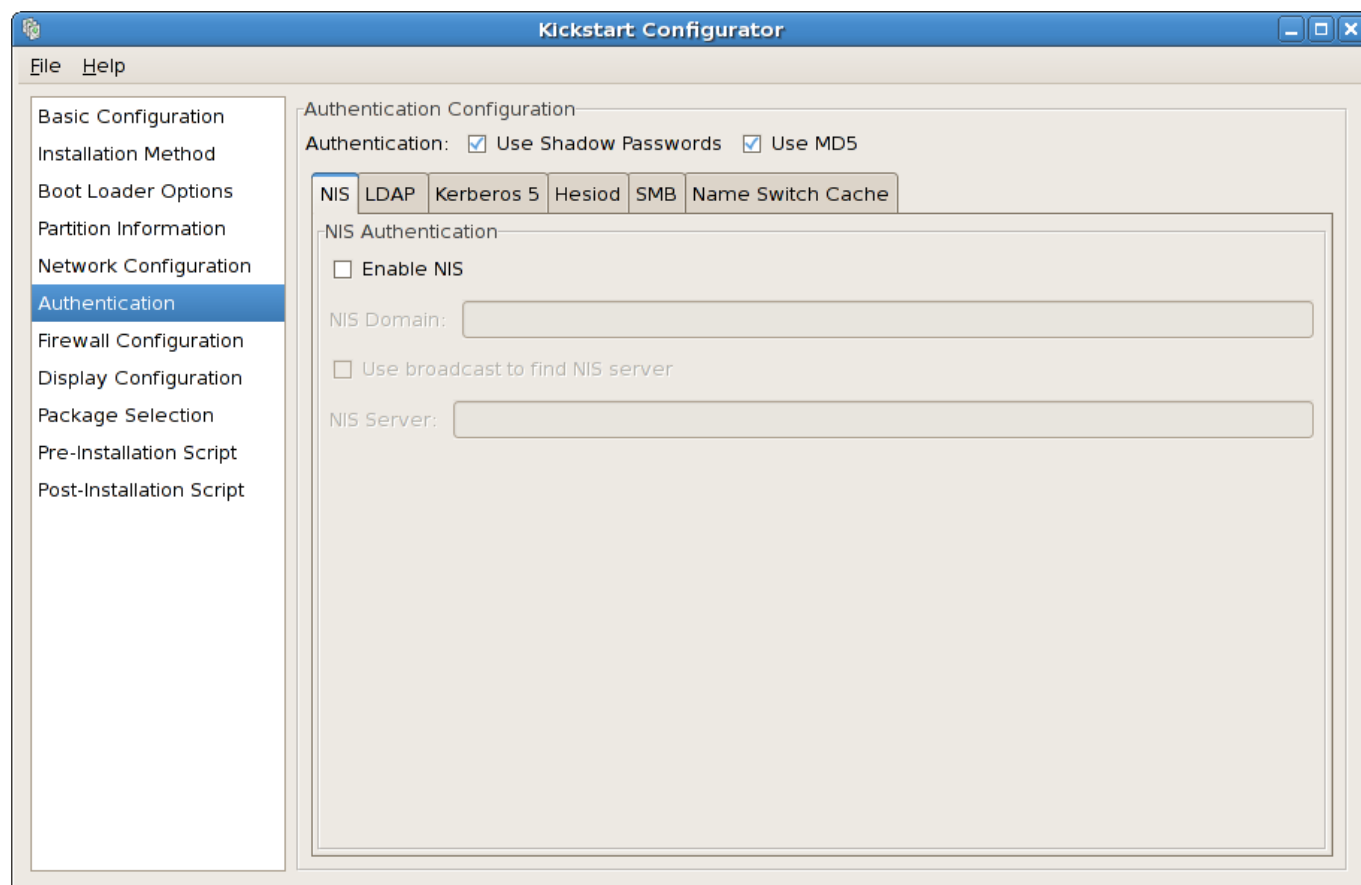 Kickstart Configurator
File Help
Basic Configuration
Installation Method
Boot Loader Options
Partition Information
Network Configuration
Authentication
Firewall Configuration
Display Configuration
Package Selection
Pre-Installation Script
Post-Installation Script
Authentication Configuration
Authentication: Use Shadow Passwords Use MD5
NIS LDAP Kerberos 5 Hesiod SMB Name Switch Cache
NIS Authentication
Enable NIS
NIS Domain:
Use broadcast to find NIS server
NIS Server: